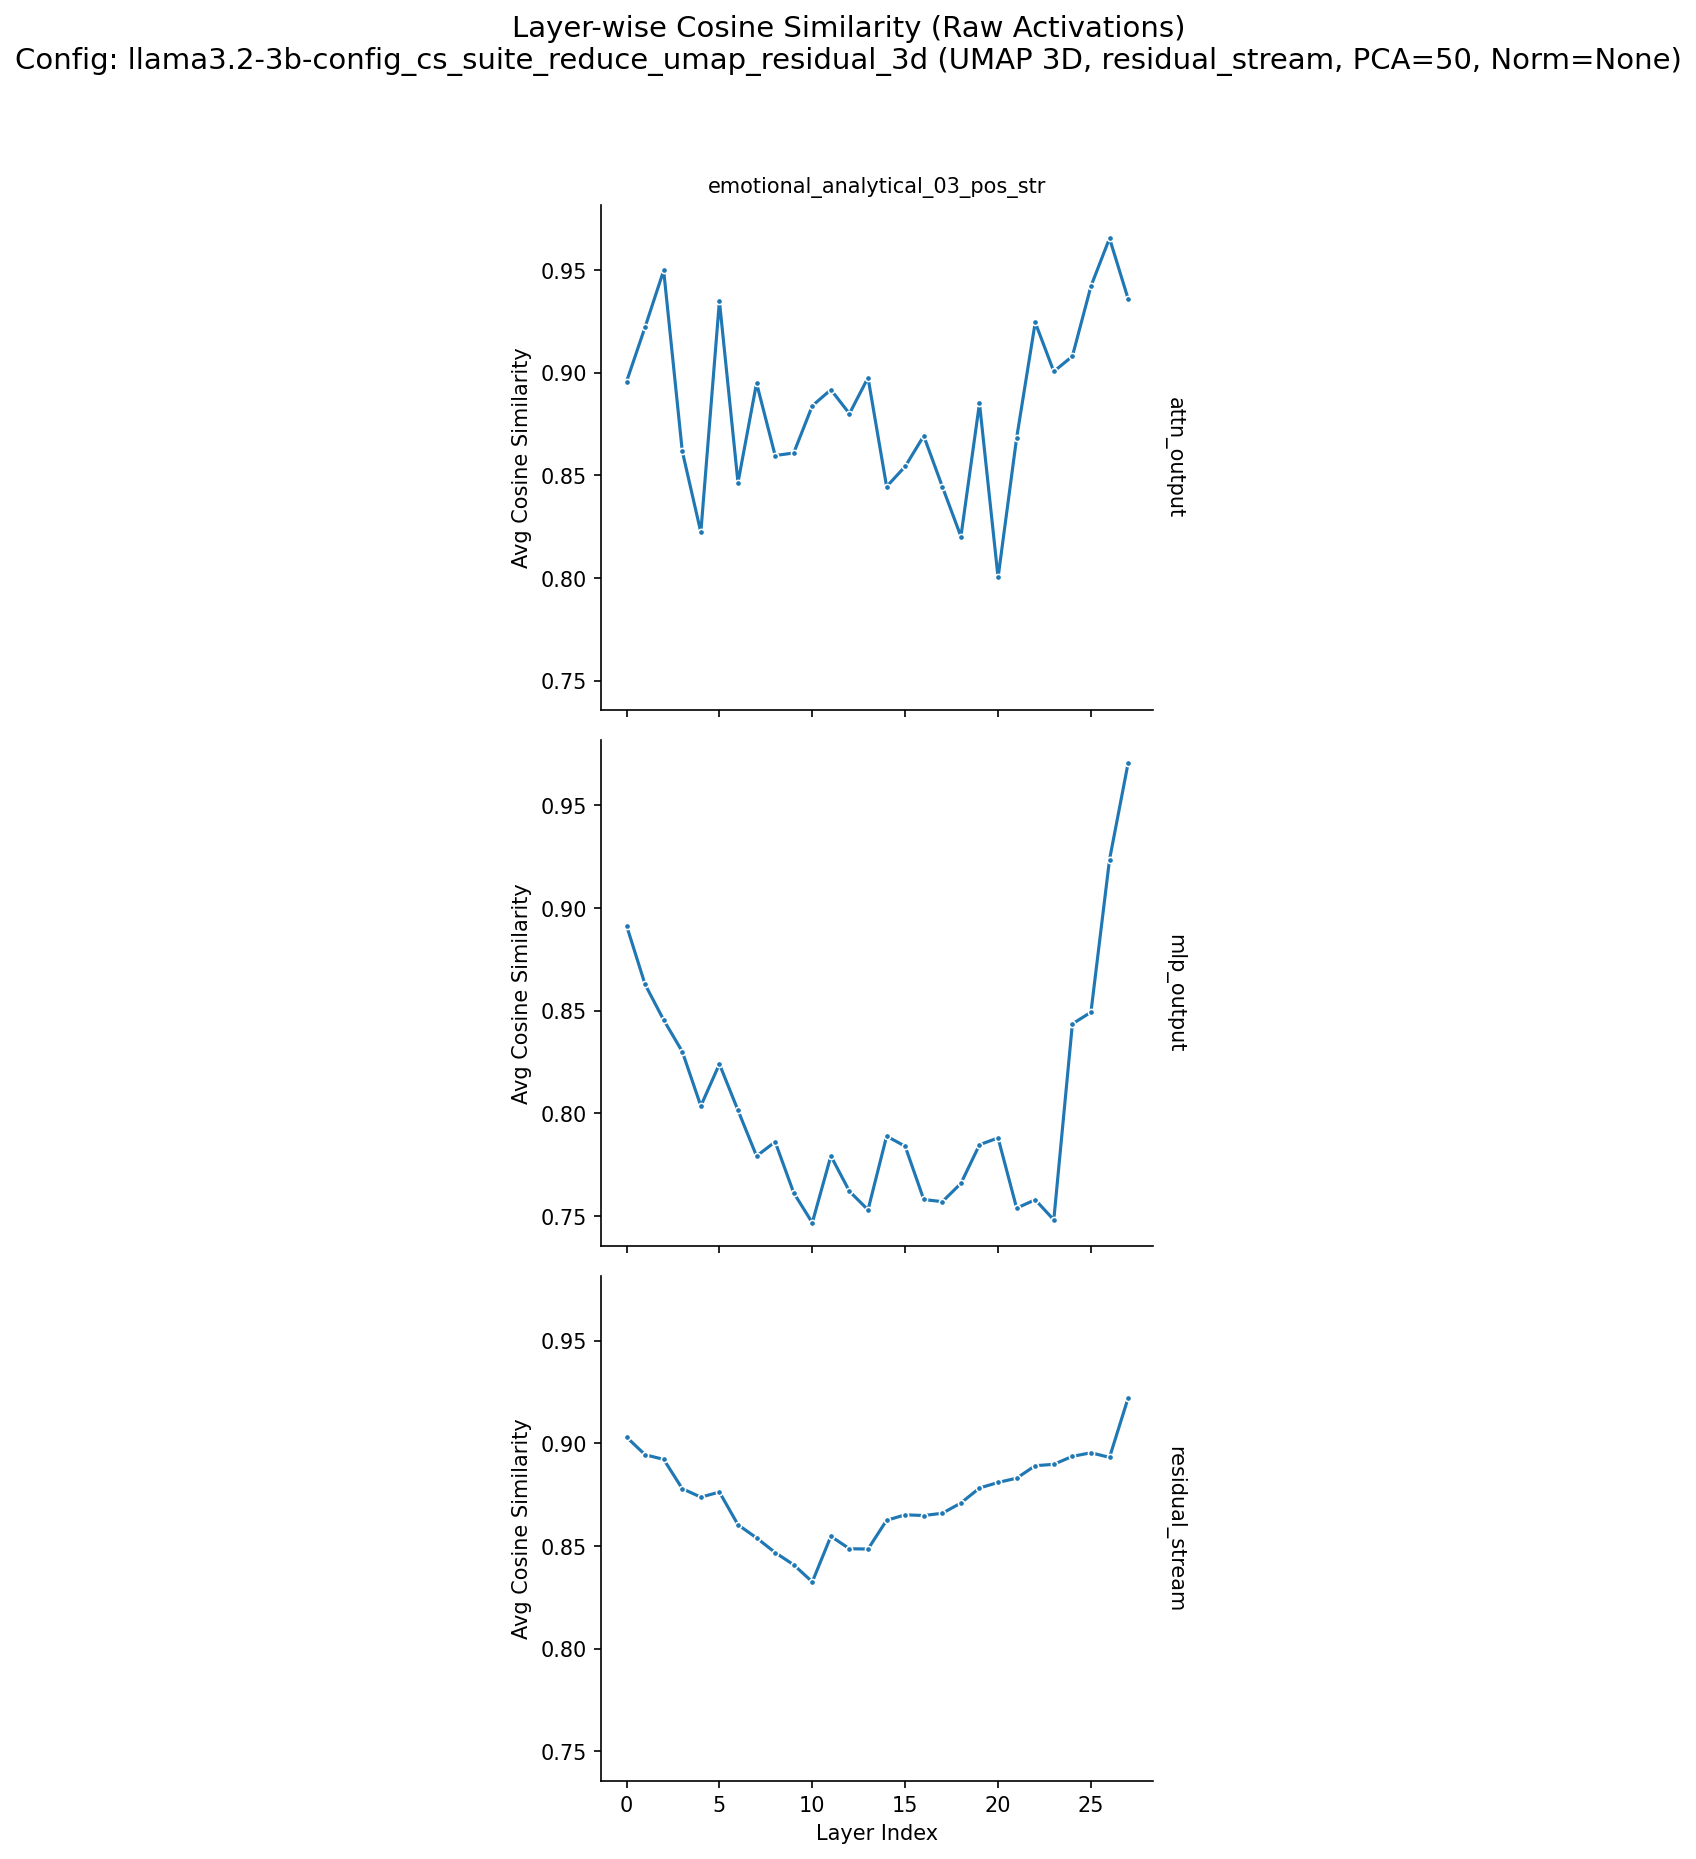 Layer-wise Cosine Similarity (Raw Activations)
Config: llama3.2-3b-config_cs_suite_reduce_umap_residual_3d (UMAP 3D, residual_stream, PCA=50, Norm=None)
emotional_analytical_03_pos_str
0.95
0.90
0.85
0.80
0.75
Avg Cosine Similarity
attn_output
0.95
0.90
0.85
0.80
0.75
Avg Cosine Similarity
mlp_output
0.95
0.90
0.85
0.80
0.75
Avg Cosine Similarity
residual_stream
0 5 10 15 20 25
Layer Index